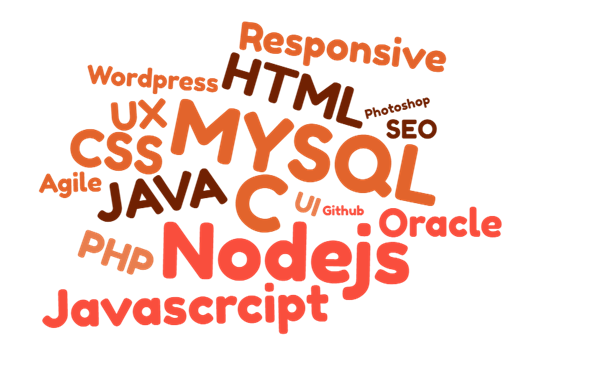 Responsive
Wordpress
HTML
Photoshop
UX
MYSQL
SEO
CSS
Agile
JAVA
C
UI
Github
Oracle
PHP
Nodejs
Javascrcipt